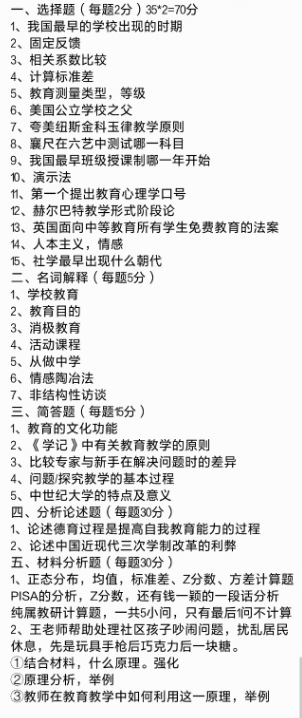 一、选择题（每题2分）35*2=70分
1、我国最早的学校出现的时期
2、固定反馈
3、相关系数比较
4、计算标准差
5、教育测量类型，等级
6、美国公立学校之父
7、夸美纽斯金科玉律教学原则
8、襄尺在六艺中测试哪一科目
9、我国最早班级授课制哪一年开始
10、演示法
11、第一个提出教育心理学口号
12、赫尔巴特教学形式阶段论
13、英国面向中等教育所有学生免费教育的法案
14、人本主义，情感
15、社学最早出现什么朝代
二、名词解释（每题5分）
1、学校教育
2、教育目的
3、消极教育
4、活动课程
5、从做中学
6、情感陶冶法
7、非结构性访谈
三、简答题（每题15分）
1、教育的文化功能
2、《学记》中有关教育教学的原则
3、比较专家与新手在解决问题时的差异
4、问题/探究教学的基本过程
5、中世纪大学的特点及意义
四、分析论述题（每题30分）
1、论述德育过程是提高自我教育能力的过程
2、论述中国近现代三次学制改革的利弊
五、材料分析题（每题30分）
1、正态分布，均值，标准差、Z分数、方差计算题
PISA的分析，Z分数，还有钱一颖的一段话分析
纯属教研计算题，一共5小问，只有最后1问不计算
2、王老师帮助处理社区孩子吵闹问题，扰乱居民
休息，先是玩具手枪后巧克力后一块糖。
①结合材料，什么原理。强化
②原理分析，举例
③教师在教育教学中如何利用这一原理，举例